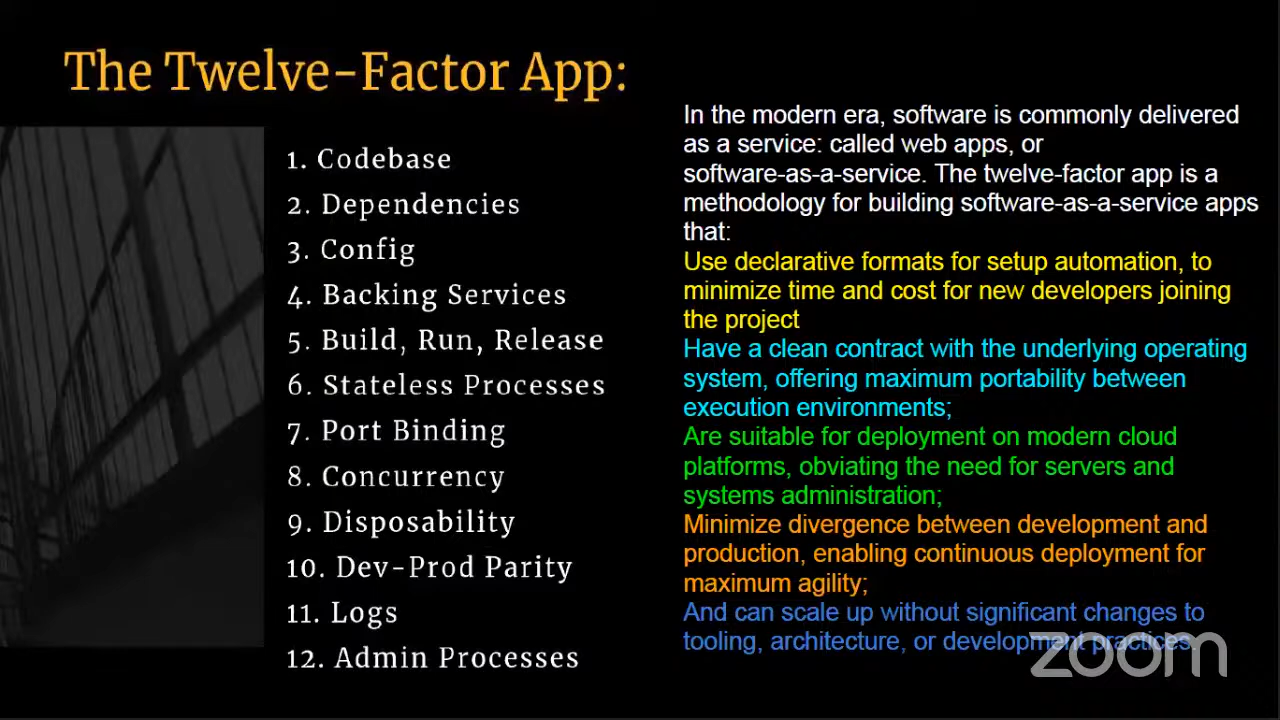 The Twelve-Factor App:
1. Codebase
2. Dependencies
3. Config
4. Backing Services
5. Build, Run, Release
6. Stateless Processes
7. Port Binding
8. Concurrency
9. Disposability
10. Dev-Prod Parity
11. Logs
12. Admin Processes
In the modern era, software is commonly delivered
as a service: called web apps, or
software-as-a-service. The twelve-factor app is a
methodology for building software-as-a-service apps
that:
Use declarative formats for setup automation, to
minimize time and cost for new developers joining
the project
Have a clean contract with the underlying operating
system, offering maximum portability between
execution environments;
Are suitable for deployment on modern cloud
platforms, obviating the need for servers and
systems administration;
Minimize divergence between development and
production, enabling continuous deployment for
maximum agility;
And can scale up without significant changes to
tooling, architecture, or development practices.
zoom